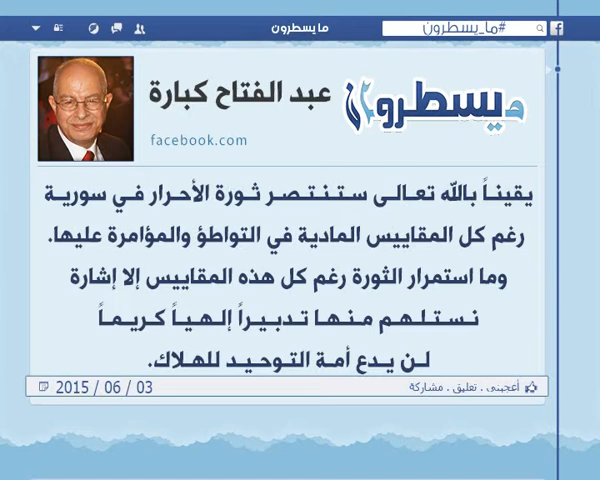 ما يسطرون
#ما_يسطرون
ما يسطرون
عبد الفتاح كبارة
facebook.com
يقيناً بالله تعالى ستنتصر ثورة الأحرار في سورية
رغم كل المقاييس المادية في التواطؤ والمؤامرة عليها.
وما استمرار الثورة رغم كل هذه المقاييس إلا إشارة
نستلهم منها تدبيراً إلهياً كريماً
لن يدع أمة التوحيد للهلاك.
أعجبني . تعليق . مشاركة
2015 / 06 / 03